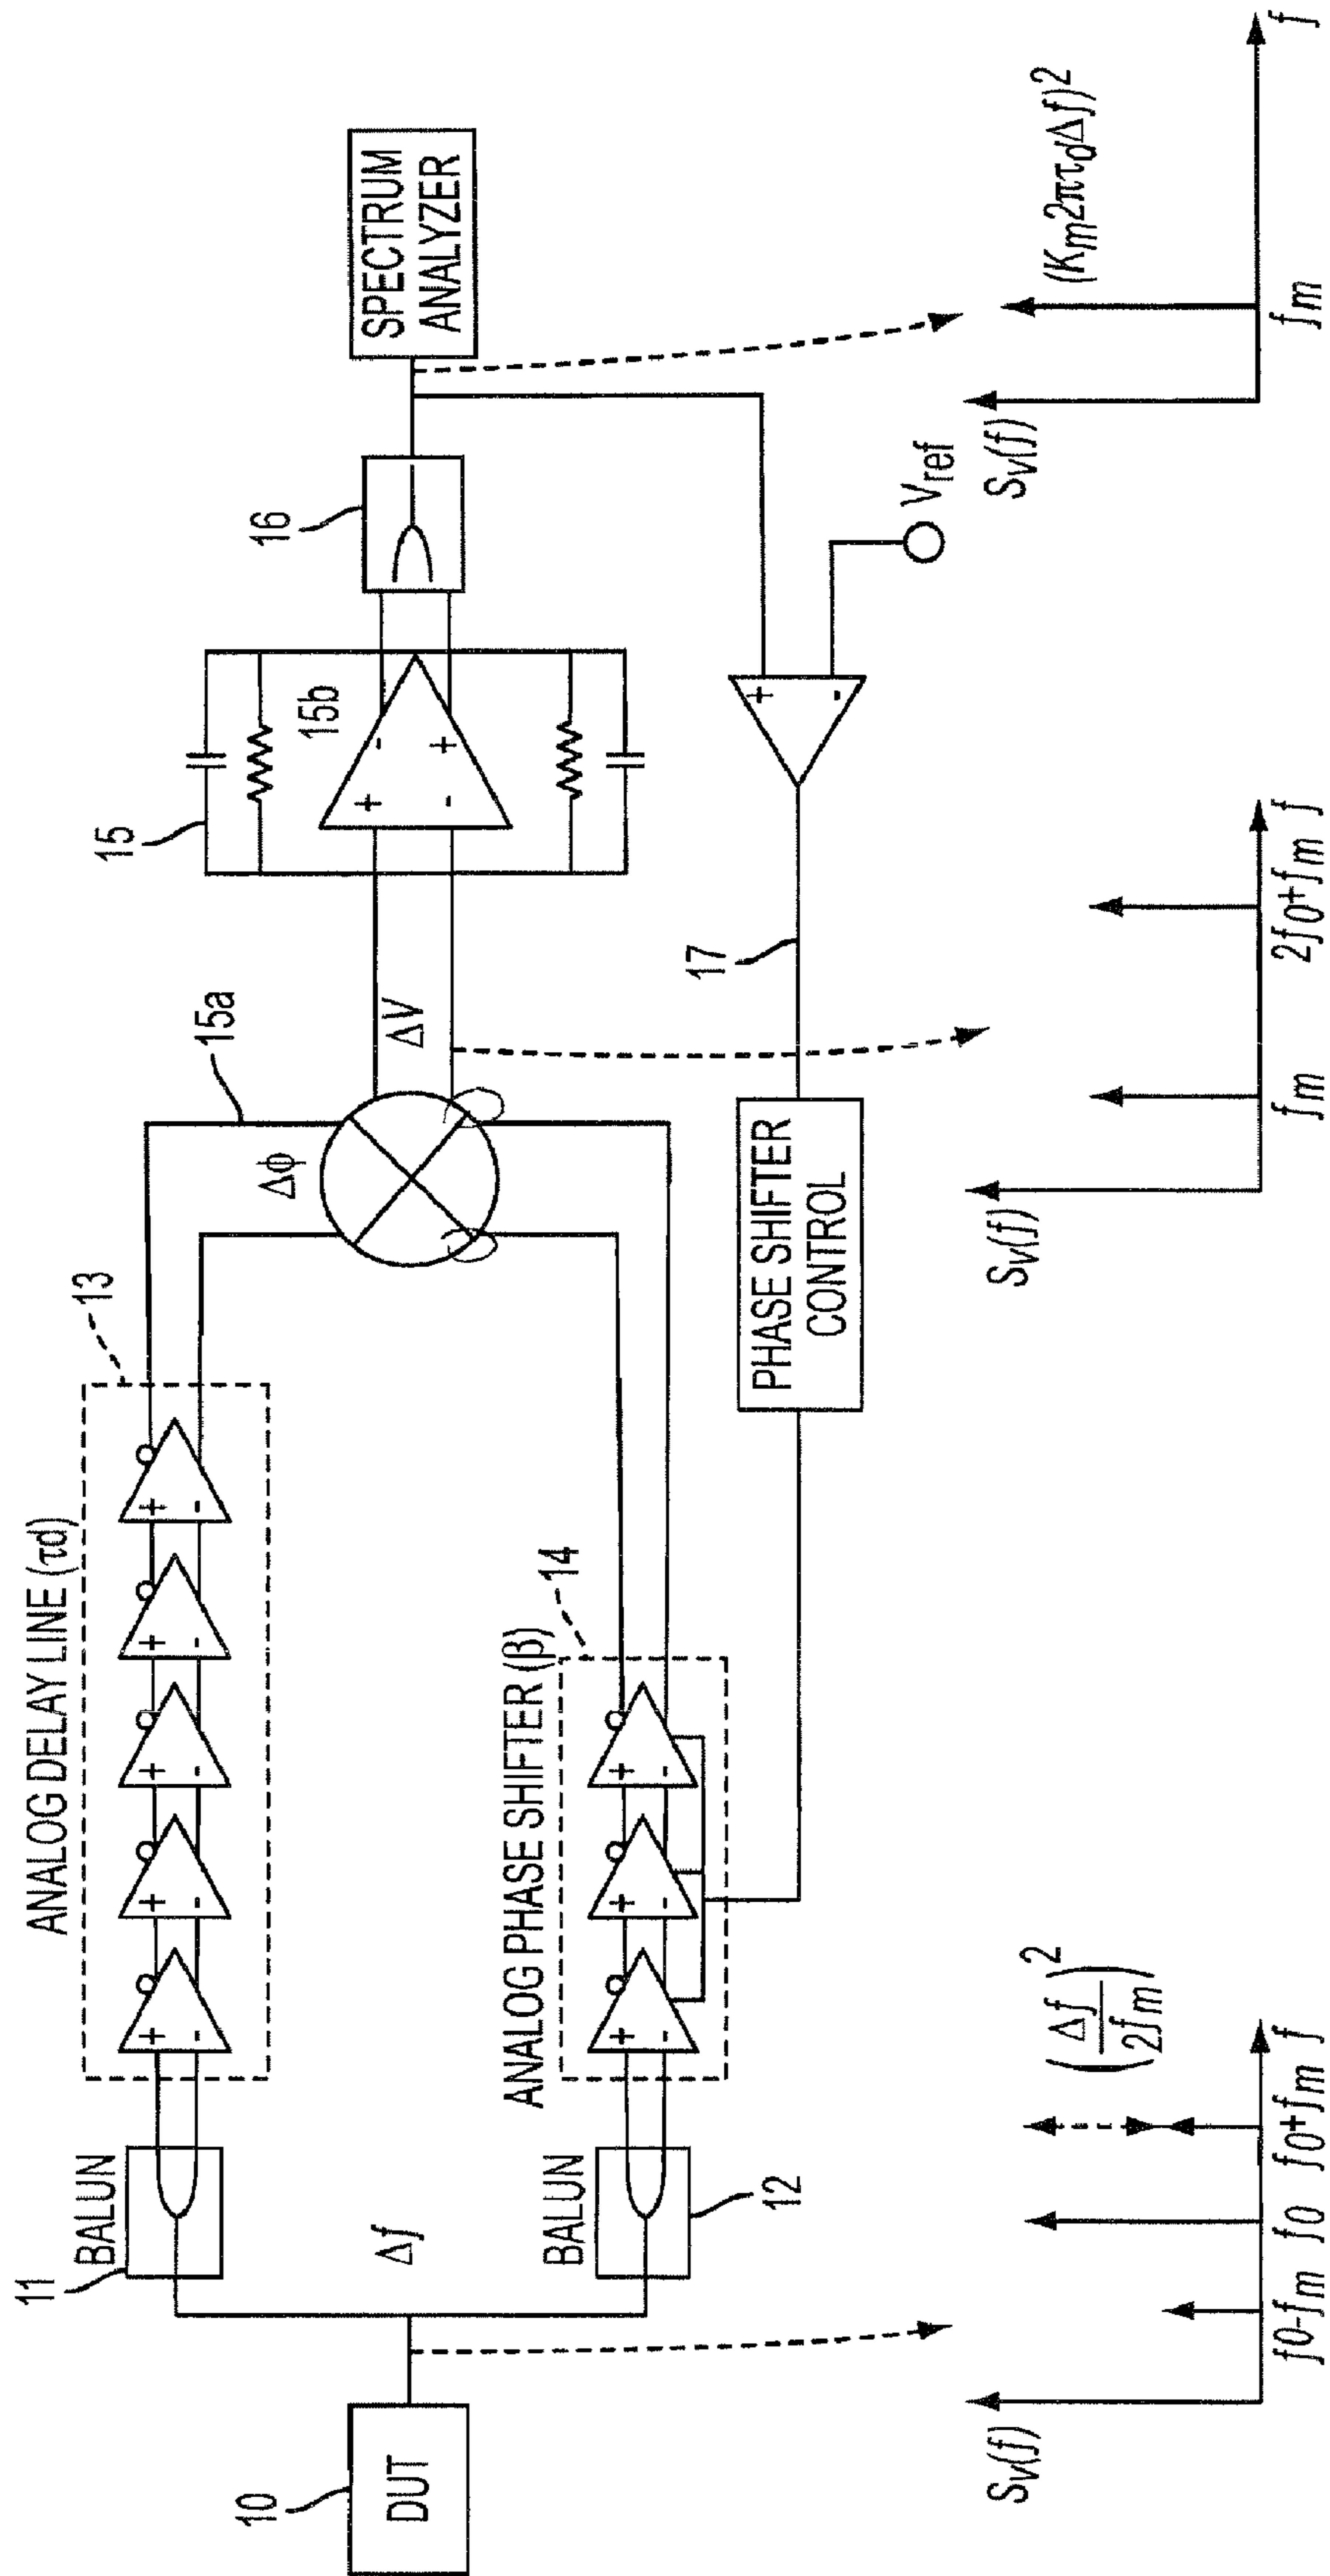 10
DUT
Δf
11
BALUN
BALUN
12
ANALOG DELAY LINE (τd)
13
+ -
+ -
+ -
+ -
+ -
ANALOG PHASE SHIFTER (β)
14
+ -
+ -
+ -
Δϕ
15a
ΔV
15
15b
+ -
- +
16
SPECTRUM
ANALYZER
17
+ -
Vref
PHASE SHIFTER
CONTROL
Sv(f)
(Δf/2fm)²
f0-fm f0 f0+fm f
Sv(f)
fm 2f0+fm f
Sv(f)
(Km2πτdΔf)²
fm f